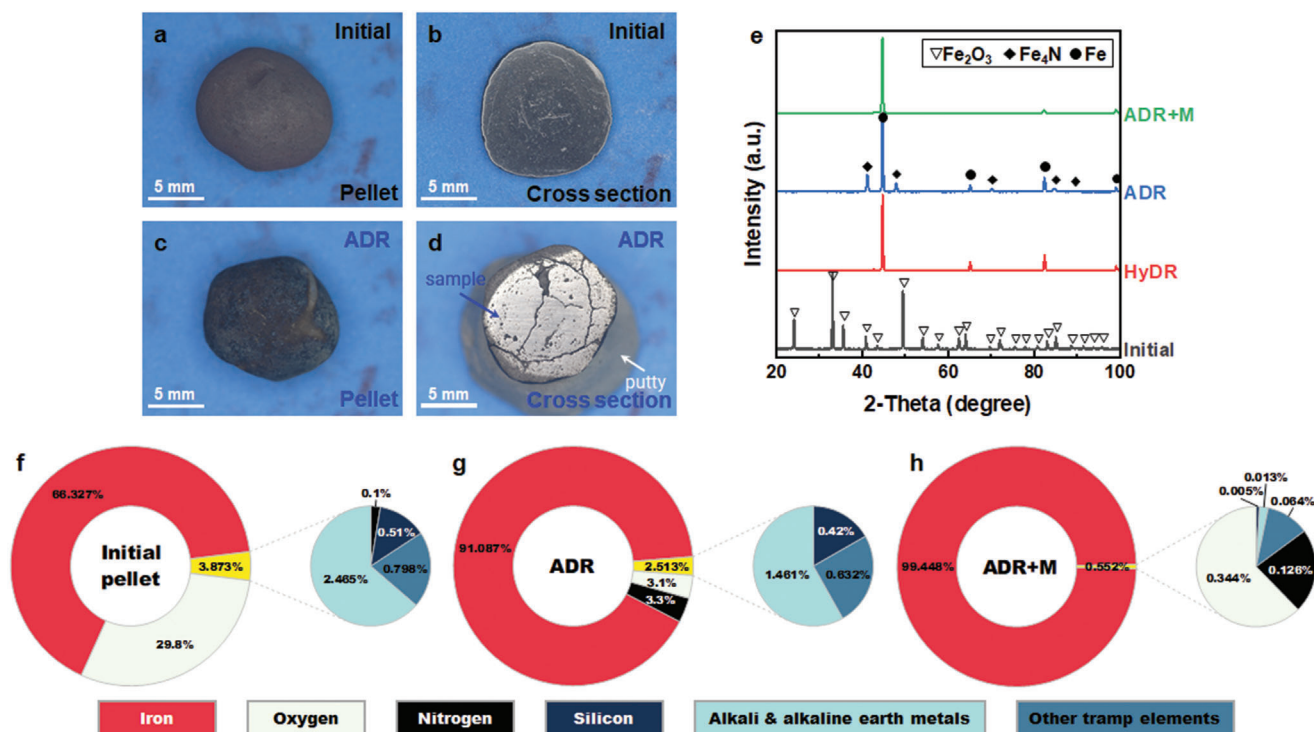 a
Initial
5 mm
Pellet
b
Initial
5 mm
Cross section
c
ADR
5 mm
Pellet
d
ADR
sample
putty
5 mm
Cross section
e
Fe₂O₃ Fe₄N Fe
ADR+M
ADR
HyDR
Initial
Intensity (a.u.)
20 40 60 80 100
2-Theta (degree)
f
66.327%
Initial
pellet
3.873%
29.8%
0.1%
0.51%
0.798%
2.465%
g
91.087%
ADR
2.513%
3.1%
3.3%
0.42%
0.632%
1.461%
h
99.448%
ADR+M
0.552%
0.013%
0.005%
0.064%
0.126%
0.344%
Iron
Oxygen
Nitrogen
Silicon
Alkali & alkaline earth metals
Other tramp elements